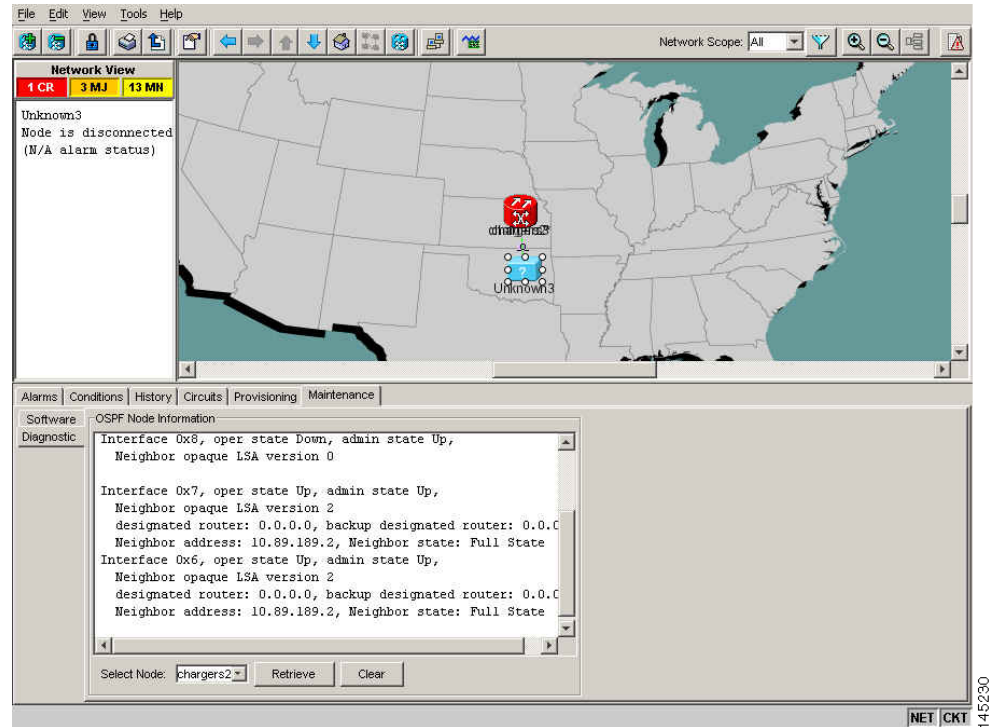 File Edit View Tools Help
Network Scope: All
Network View
1 CR 3 MJ 13 MN
Unknown3
Node is disconnected
(N/A alarm status)
?
Unknown3
Alarms Conditions History Circuits Provisioning Maintenance
Software
Diagnostic
OSPF Node Information
Interface 0x8, oper state Down, admin state Up,
Neighbor opaque LSA version 0
Interface 0x7, oper state Up, admin state Up,
Neighbor opaque LSA version 2
designated router: 0.0.0.0, backup designated router: 0.0.0
Neighbor address: 10.89.189.2, Neighbor state: Full State
Interface 0x6, oper state Up, admin state Up,
Neighbor opaque LSA version 2
designated router: 0.0.0.0, backup designated router: 0.0.0
Neighbor address: 10.89.189.2, Neighbor state: Full State
Select Node: chargers2 Retrieve Clear
NET CKT
145230